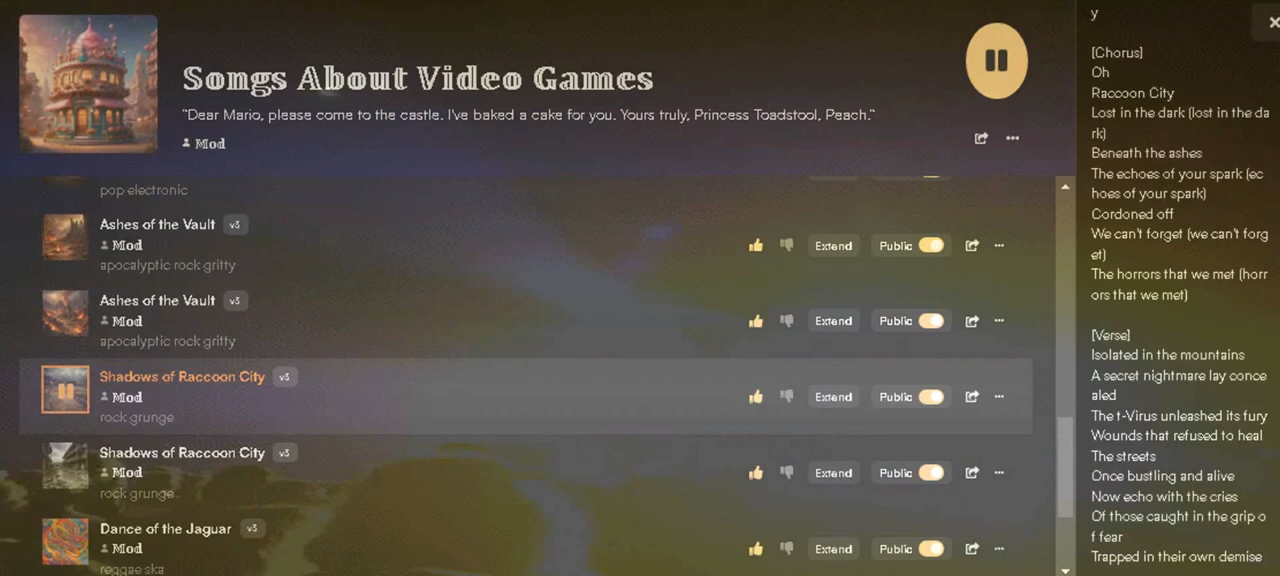 Songs About Video Games
"Dear Mario, please come to the castle. I've baked a cake for you. Yours truly, Princess Toadstool, Peach."
Mod
pop electronic
Ashes of the Vault v3
Mod
apocalyptic rock gritty
Extend Public
Ashes of the Vault v3
Mod
apocalyptic rock gritty
Extend Public
Shadows of Raccoon City v3
Mod
rock grunge
Extend Public
Shadows of Raccoon City v3
Mod
rock grunge
Extend Public
Dance of the Jaguar v3
Mod
reggae ska
Extend Public
y
[Chorus]
Oh
Raccoon City
Lost in the dark (lost in the da
rk)
Beneath the ashes
The echoes of your spark (ec
hoes of your spark)
Cordoned off
We can't forget (we can't forg
et)
The horrors that we met (horr
ors that we met)
[Verse]
Isolated in the mountains
A secret nightmare lay conce
aled
The t-Virus unleashed its fury
Wounds that refused to heal
The streets
Once bustling and alive
Now echo with the cries
Of those caught in the grip o
f fear
Trapped in their own demise